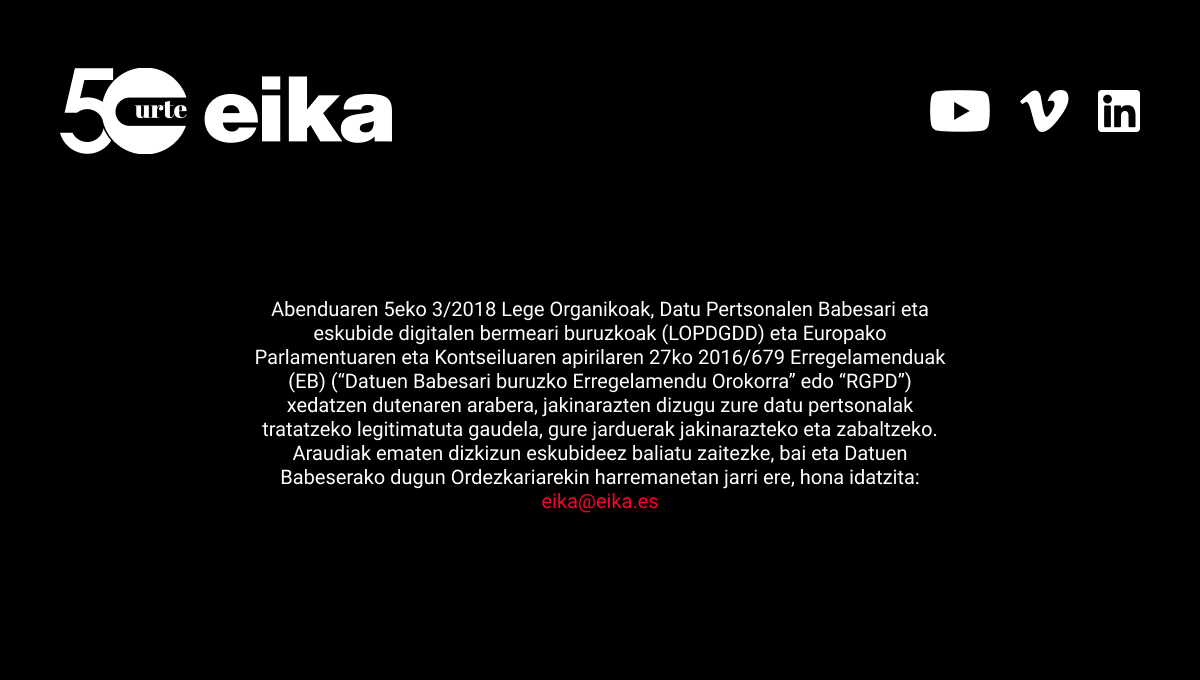 50 urte eika
in
Abenduaren 5eko 3/2018 Lege Organikoak, Datu Pertsonalen Babesari eta
eskubide digitalen bermeari buruzkoak (LOPDGDD) eta Europako
Parlamentuaren eta Kontseiluaren apirilaren 27ko 2016/679 Erregelamenduak
(EB) (“Datuen Babesari buruzko Erregelamendu Orokorra” edo “RGPD”)
xedatzen dutenaren arabera, jakinarazten dizugu zure datu pertsonalak
tratatzeko legitimatuta gaudela, gure jarduerak jakinarazteko eta zabaltzeko.
Araudiak ematen dizkizun eskubideez baliatu zaitezke, bai eta Datuen
Babeserako dugun Ordezkariarekin harremanetan jarri ere, hona idatzita:
eika@eika.es